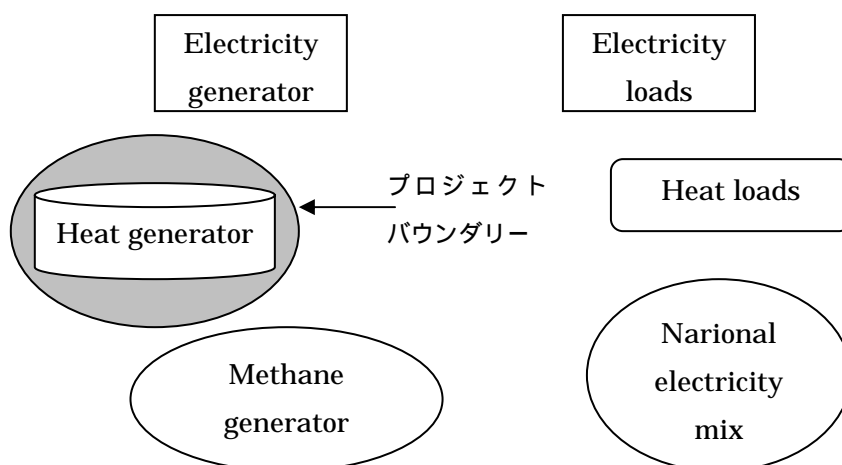 Electricity
generator
Electricity
loads
Heat generator
プロジェクト
バウンダリー
Heat loads
Methane
generator
Narional
electricity
mix